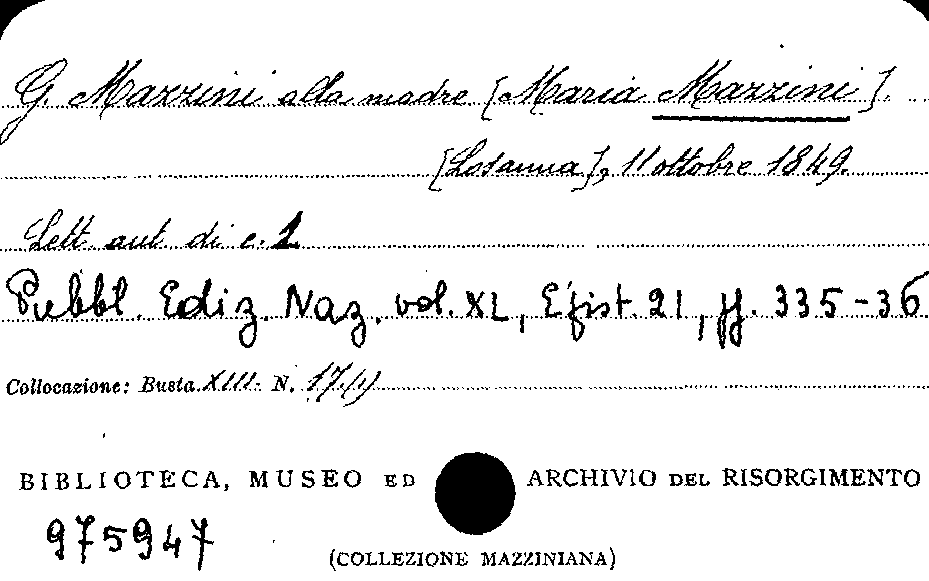 G. Mazzini alla madre [Maria Mazzini].
[Losanna], 11 ottobre 1849.
Lett. aut. di c. 1
Pubbl. Ediz. Naz. vol. XL, Epist. 21, pp. 335-36
Collocazione: Busta XIII. N. 17/1)
BIBLIOTECA, MUSEO ED ARCHIVIO DEL RISORGIMENTO
975947
(COLLEZIONE MAZZINIANA)